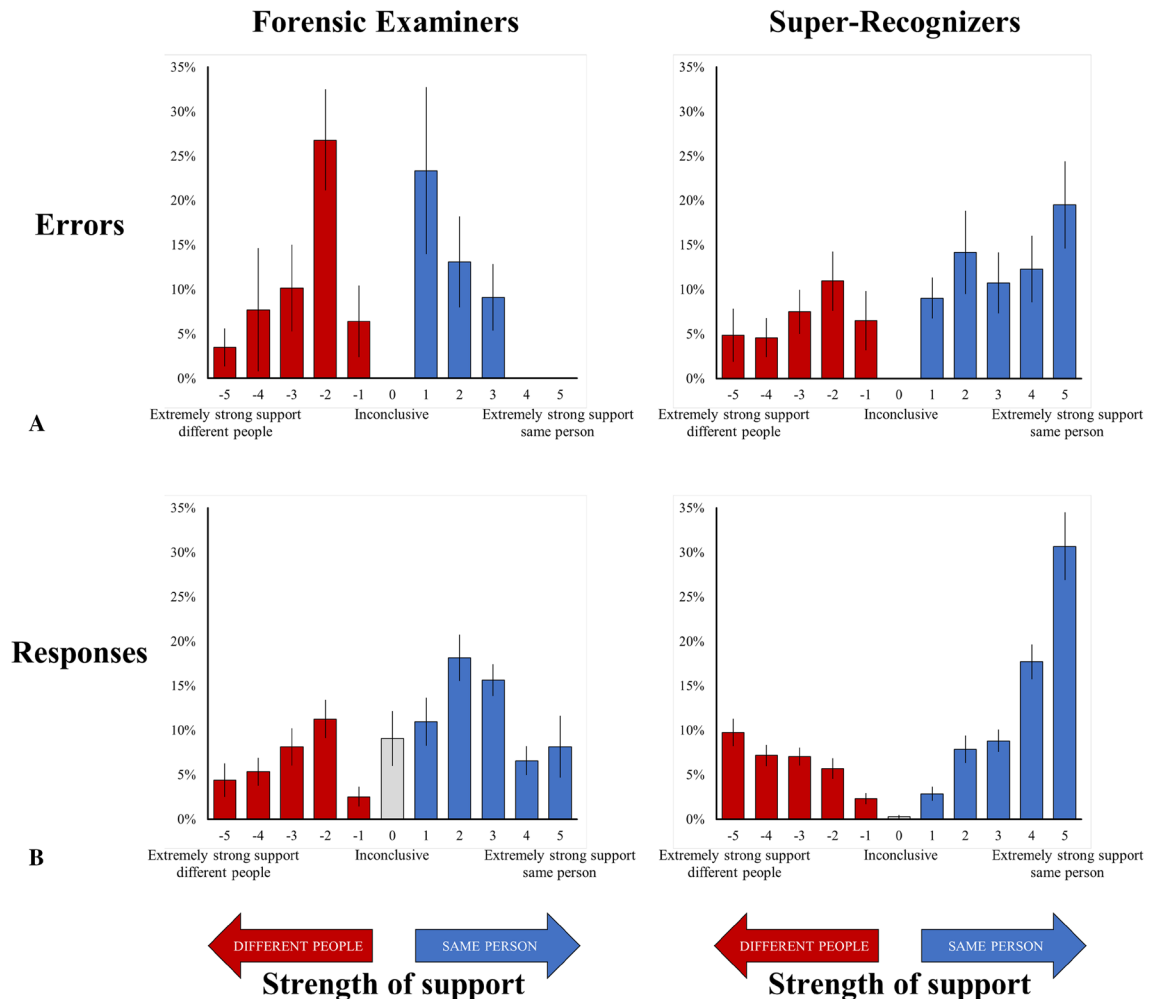 Forensic Examiners
Super-Recognizers
Errors
35%
30%
25%
20%
15%
10%
5%
0%
-5 -4 -3 -2 -1 0 1 2 3 4 5
Extremely strong support
different people
Inconclusive
Extremely strong support
same person
35%
30%
25%
20%
15%
10%
5%
0%
-5 -4 -3 -2 -1 0 1 2 3 4 5
Extremely strong support
different people
Inconclusive
Extremely strong support
same person
A
Responses
35%
30%
25%
20%
15%
10%
5%
0%
-5 -4 -3 -2 -1 0 1 2 3 4 5
Extremely strong support
different people
Inconclusive
Extremely strong support
same person
35%
30%
25%
20%
15%
10%
5%
0%
-5 -4 -3 -2 -1 0 1 2 3 4 5
Extremely strong support
different people
Inconclusive
Extremely strong support
same person
B
DIFFERENT PEOPLE
SAME PERSON
Strength of support
DIFFERENT PEOPLE
SAME PERSON
Strength of support